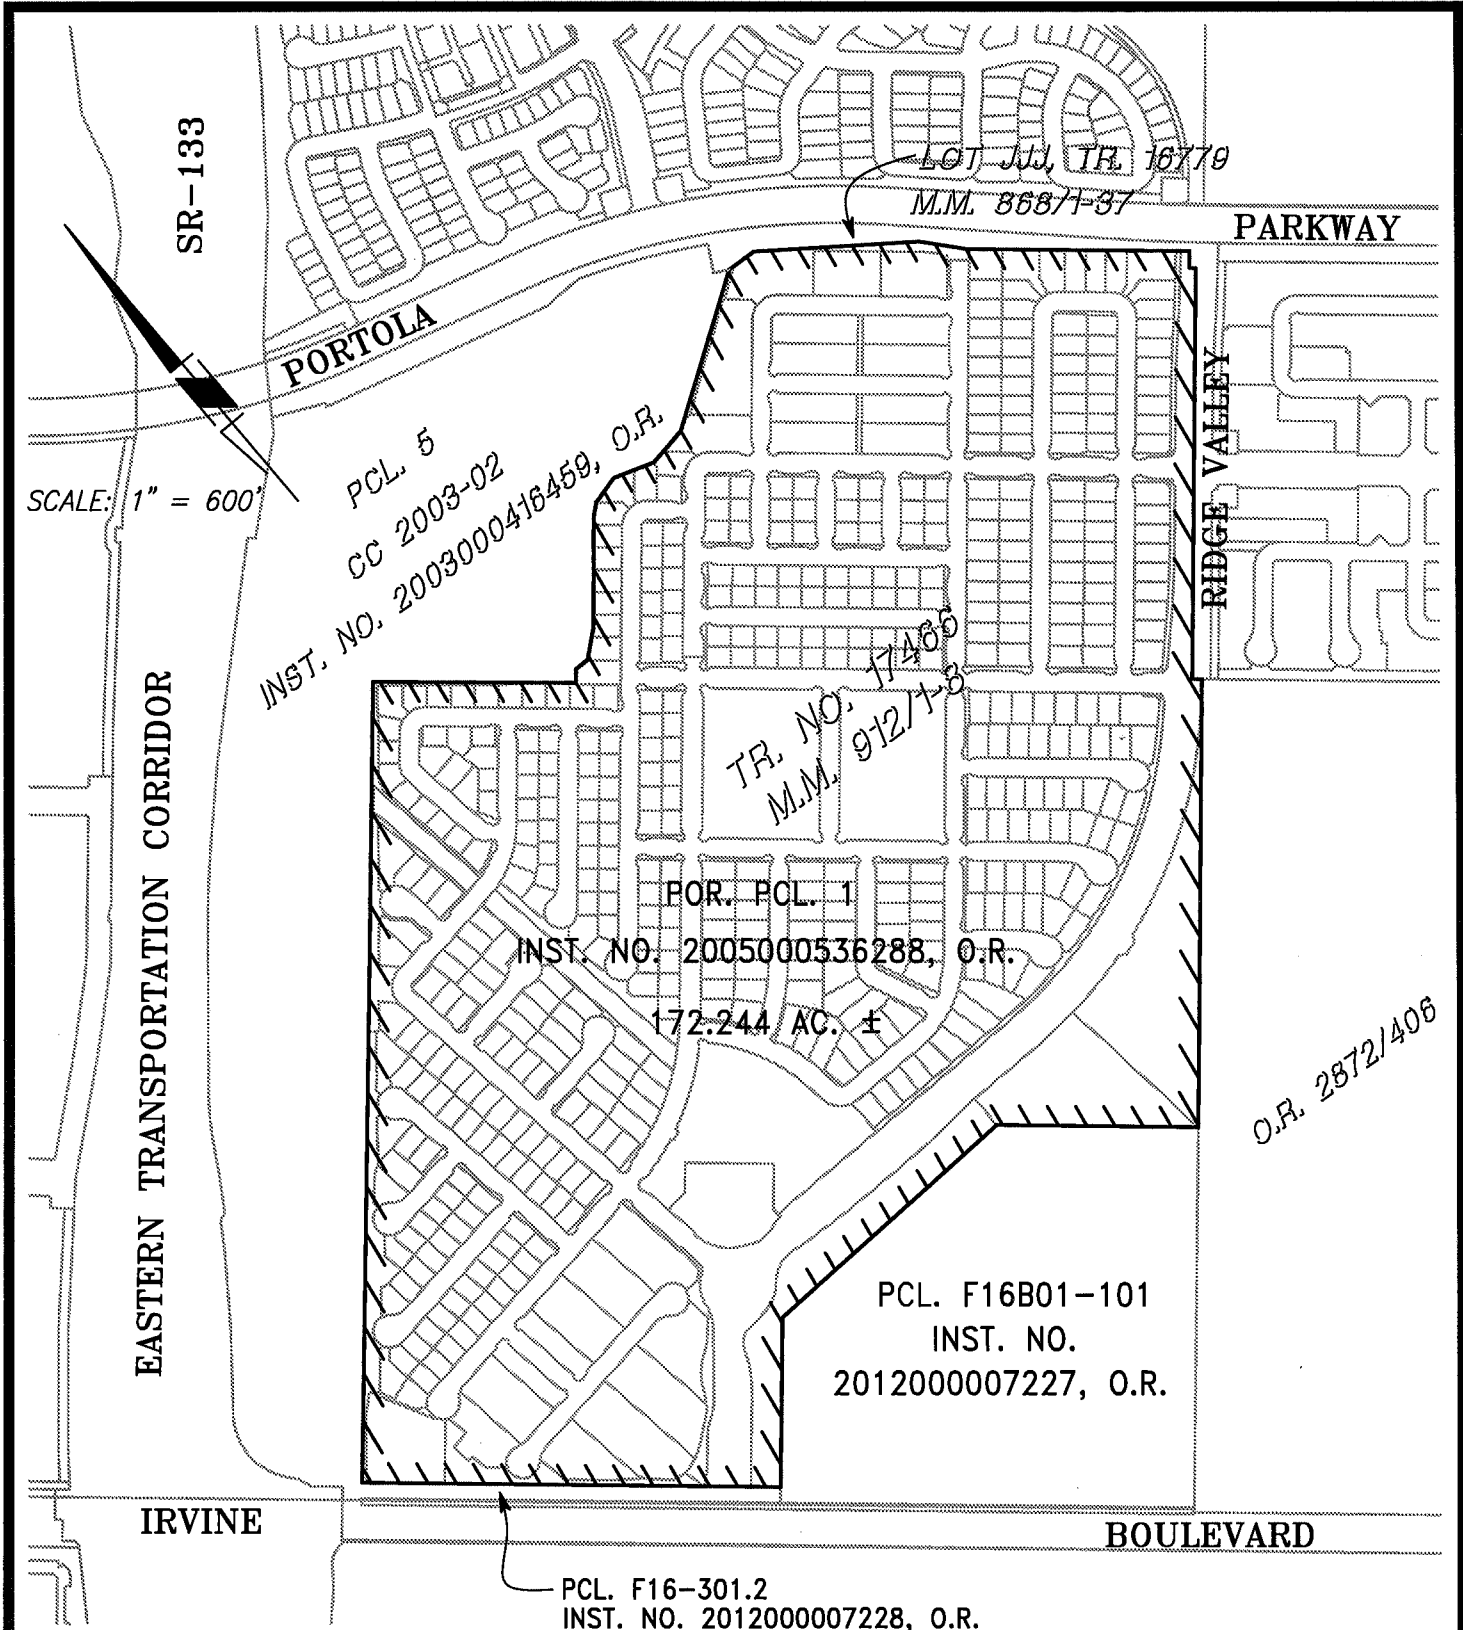 SR-133
LOT JJJ, TR. 16779
M.M. 868/1-37
PARKWAY
PORTOLA
SCALE: 1" = 600'
PCL. 5
CC 2003-02
INST. NO. 2003000416459, O.R.
RIDGE VALLEY
TR. NO. 17466
M.M. 912/1-8
EASTERN TRANSPORTATION CORRIDOR
POR. PCL. 1
INST. NO. 2005000536288, O.R.
172.244 AC. ±
O.R. 2872/406
PCL. F16B01-101
INST. NO.
2012000007227, O.R.
IRVINE
BOULEVARD
PCL. F16-301.2
INST. NO. 2012000007228, O.R.